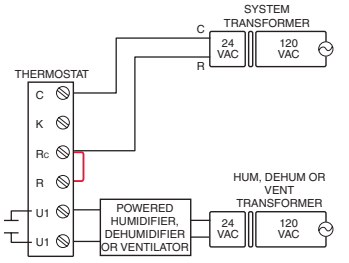 SYSTEM
TRANSFORMER
C
24
VAC
120
VAC
R
THERMOSTAT
C
K
Rc
R
U1
U1
POWERED
HUMIDIFIER,
DEHUMIDIFIER
OR VENTILATOR
HUM, DEHUM OR
VENT
TRANSFORMER
24
VAC
120
VAC